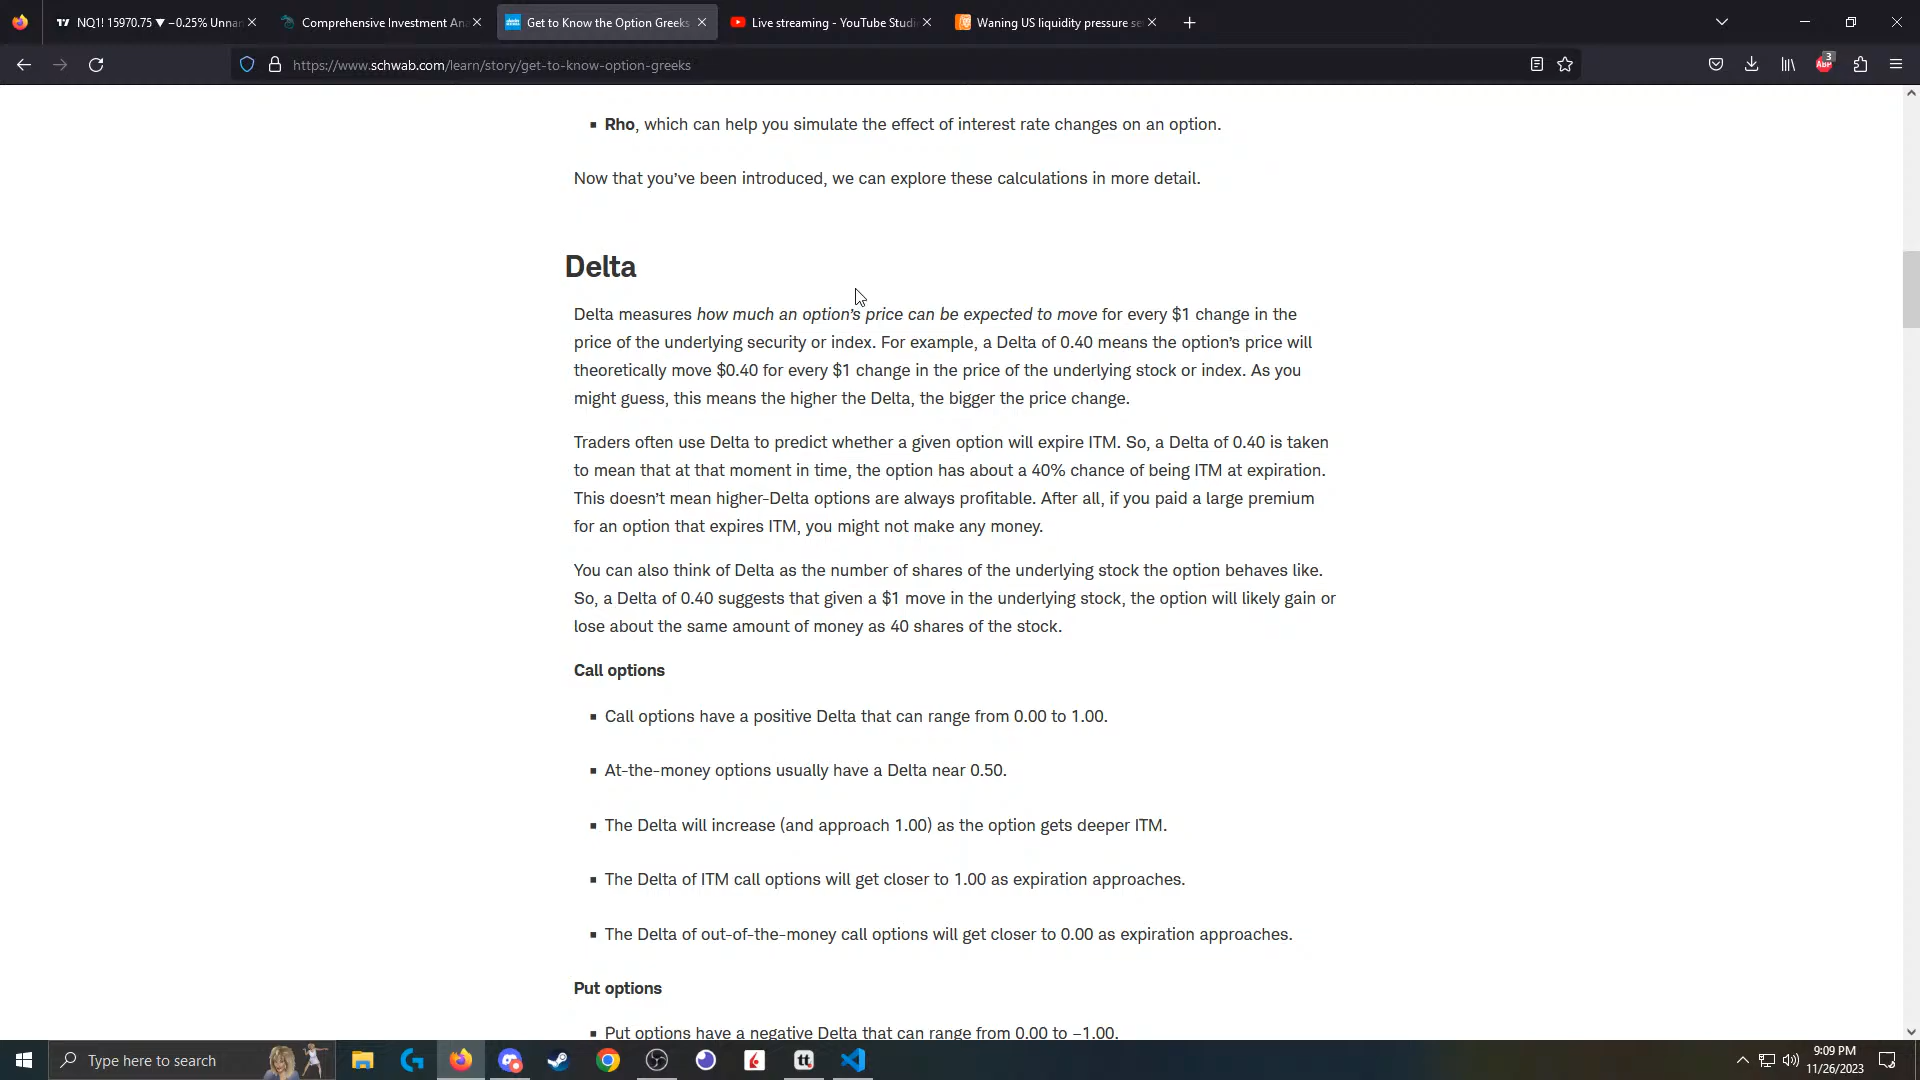 NQ1! 15970.75 ▼ −0.25% Unnar
Comprehensive Investment Ana
Get to Know the Option Greeks
Live streaming - YouTube Studi
Waning US liquidity pressure se
https://www.schwab.com/learn/story/get-to-know-option-greeks
ABP
3
▪ Rho, which can help you simulate the effect of interest rate changes on an option.
Now that you’ve been introduced, we can explore these calculations in more detail.
Delta
Delta measures how much an option’s price can be expected to move for every $1 change in the
price of the underlying security or index. For example, a Delta of 0.40 means the option’s price will
theoretically move $0.40 for every $1 change in the price of the underlying stock or index. As you
might guess, this means the higher the Delta, the bigger the price change.
Traders often use Delta to predict whether a given option will expire ITM. So, a Delta of 0.40 is taken
to mean that at that moment in time, the option has about a 40% chance of being ITM at expiration.
This doesn’t mean higher-Delta options are always profitable. After all, if you paid a large premium
for an option that expires ITM, you might not make any money.
You can also think of Delta as the number of shares of the underlying stock the option behaves like.
So, a Delta of 0.40 suggests that given a $1 move in the underlying stock, the option will likely gain or
lose about the same amount of money as 40 shares of the stock.
Call options
▪ Call options have a positive Delta that can range from 0.00 to 1.00.
▪ At-the-money options usually have a Delta near 0.50.
▪ The Delta will increase (and approach 1.00) as the option gets deeper ITM.
▪ The Delta of ITM call options will get closer to 1.00 as expiration approaches.
▪ The Delta of out-of-the-money call options will get closer to 0.00 as expiration approaches.
Put options
▪ Put options have a negative Delta that can range from 0.00 to −1.00.
Type here to search
tt
9:09 PM
11/26/2023